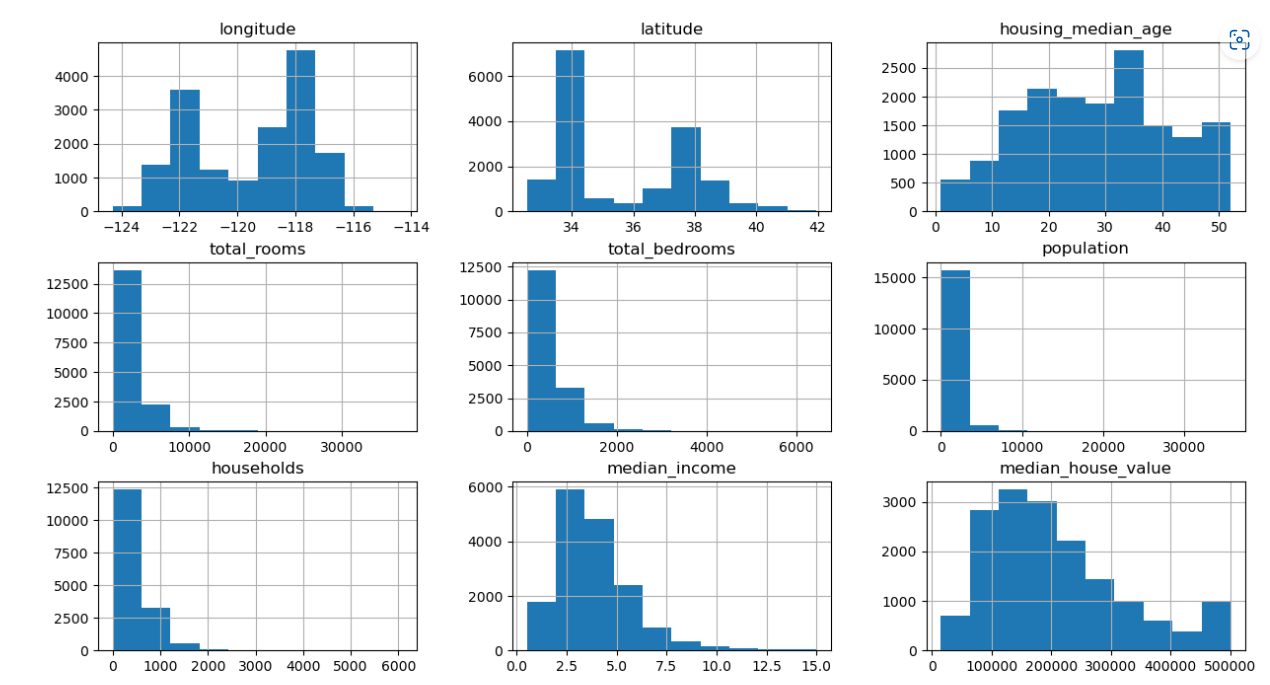 longitude
4000
3000
2000
1000
0
−124 −122 −120 −118 −116 −114
latitude
6000
4000
2000
0
34 36 38 40 42
housing_median_age
2500
2000
1500
1000
500
0
0 10 20 30 40 50
total_rooms
12500
10000
7500
5000
2500
0
0 10000 20000 30000
total_bedrooms
12500
10000
7500
5000
2500
0
0 2000 4000 6000
population
15000
10000
5000
0
0 10000 20000 30000
households
12500
10000
7500
5000
2500
0
0 1000 2000 3000 4000 5000 6000
median_income
6000
4000
2000
0
0.0 2.5 5.0 7.5 10.0 12.5 15.0
median_house_value
3000
2000
1000
0
0 100000 200000 300000 400000 500000